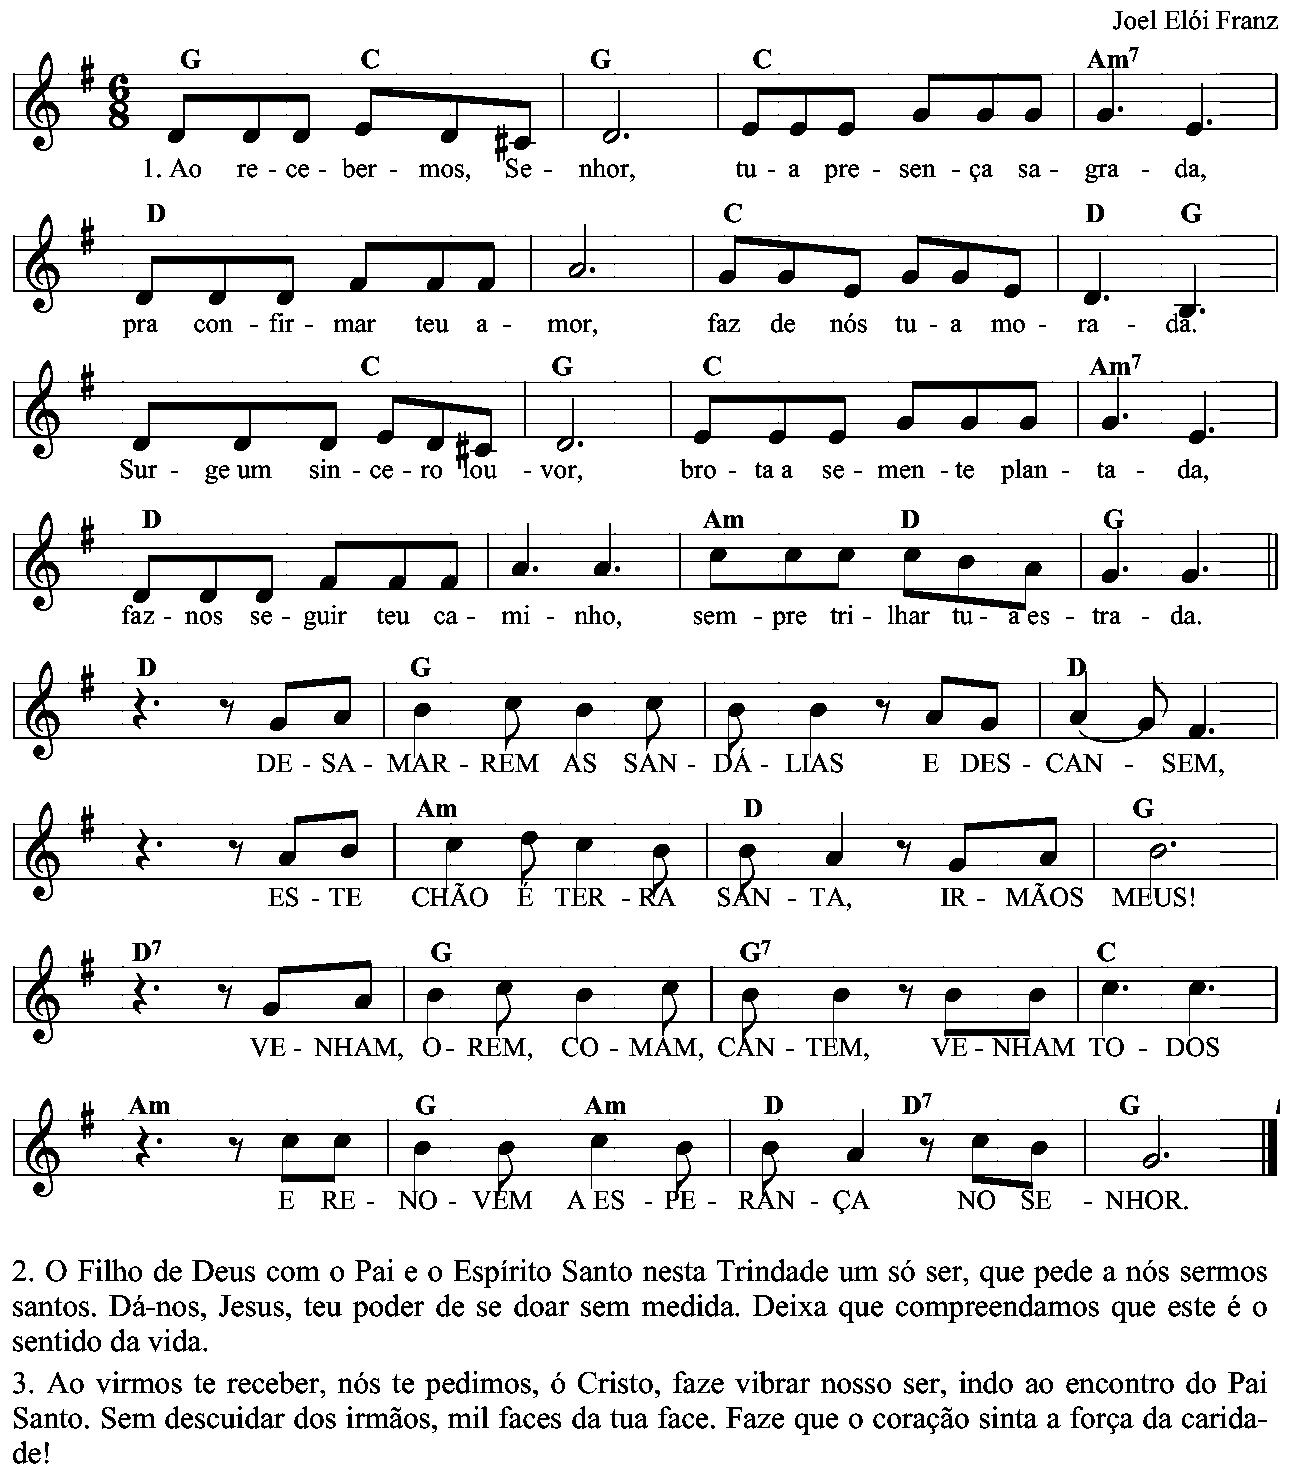 Joel Elói Franz
G C G C Am7
6
8
1. Ao re - ce - ber - mos, Se - nhor, tu - a pre - sen - ça sa - gra - da,
D C D G
pra con - fir - mar teu a - mor, faz de nós tu - a mo - ra - da.
C G C Am7
Sur - ge um sin - ce - ro lou - vor, bro - ta a se - men - te plan - ta - da,
D Am D G
faz - nos se - guir teu ca - mi - nho, sem - pre tri - lhar tu - a es - tra - da.
D G D
DE - SA - MAR - REM AS SAN - DÁ - LIAS E DES - CAN - SEM,
Am D G
ES - TE CHÃO É TER - RA SAN - TA, IR - MÃOS MEUS!
D7 G G7 C
VE - NHAM, O - REM, CO - MAM, CAN - TEM, VE - NHAM TO - DOS
Am G Am D D7 G
E RE - NO - VEM A ES - PE - RAN - ÇA NO SE - NHOR.
2. O Filho de Deus com o Pai e o Espírito Santo nesta Trindade um só ser, que pede a nós sermos
santos. Dá-nos, Jesus, teu poder de se doar sem medida. Deixa que compreendamos que este é o
sentido da vida.
3. Ao virmos te receber, nós te pedimos, ó Cristo, faze vibrar nosso ser, indo ao encontro do Pai
Santo. Sem descuidar dos irmãos, mil faces da tua face. Faze que o coração sinta a força da carida-
de!